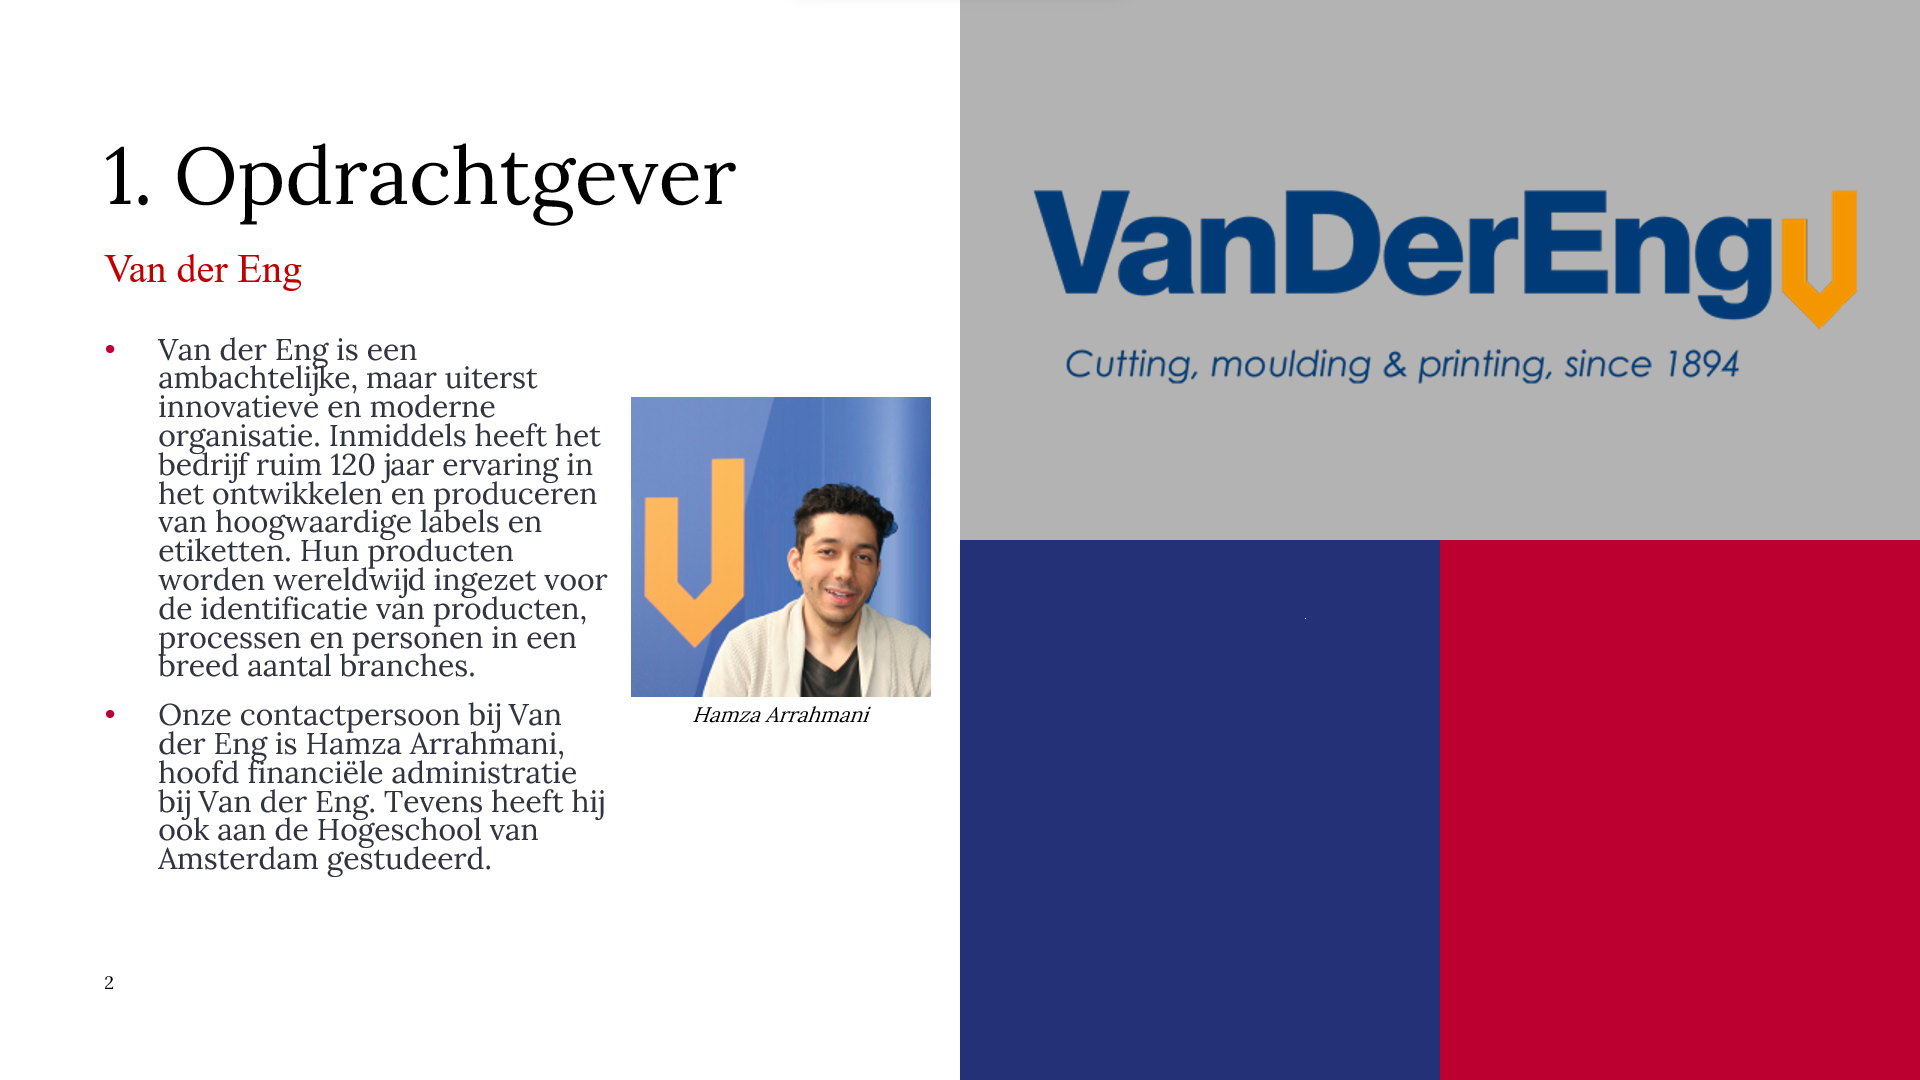 1. Opdrachtgever
Van der Eng
• Van der Eng is een
ambachtelijke, maar uiterst
innovatieve en moderne
organisatie. Inmiddels heeft het
bedrijf ruim 120 jaar ervaring in
het ontwikkelen en produceren
van hoogwaardige labels en
etiketten. Hun producten
worden wereldwijd ingezet voor
de identificatie van producten,
processen en personen in een
breed aantal branches.
• Onze contactpersoon bij Van
der Eng is Hamza Arrahmani,
hoofd financiële administratie
bij Van der Eng. Tevens heeft hij
ook aan de Hogeschool van
Amsterdam gestudeerd.
Hamza Arrahmani
2
VanDerEng
Cutting, moulding & printing, since 1894